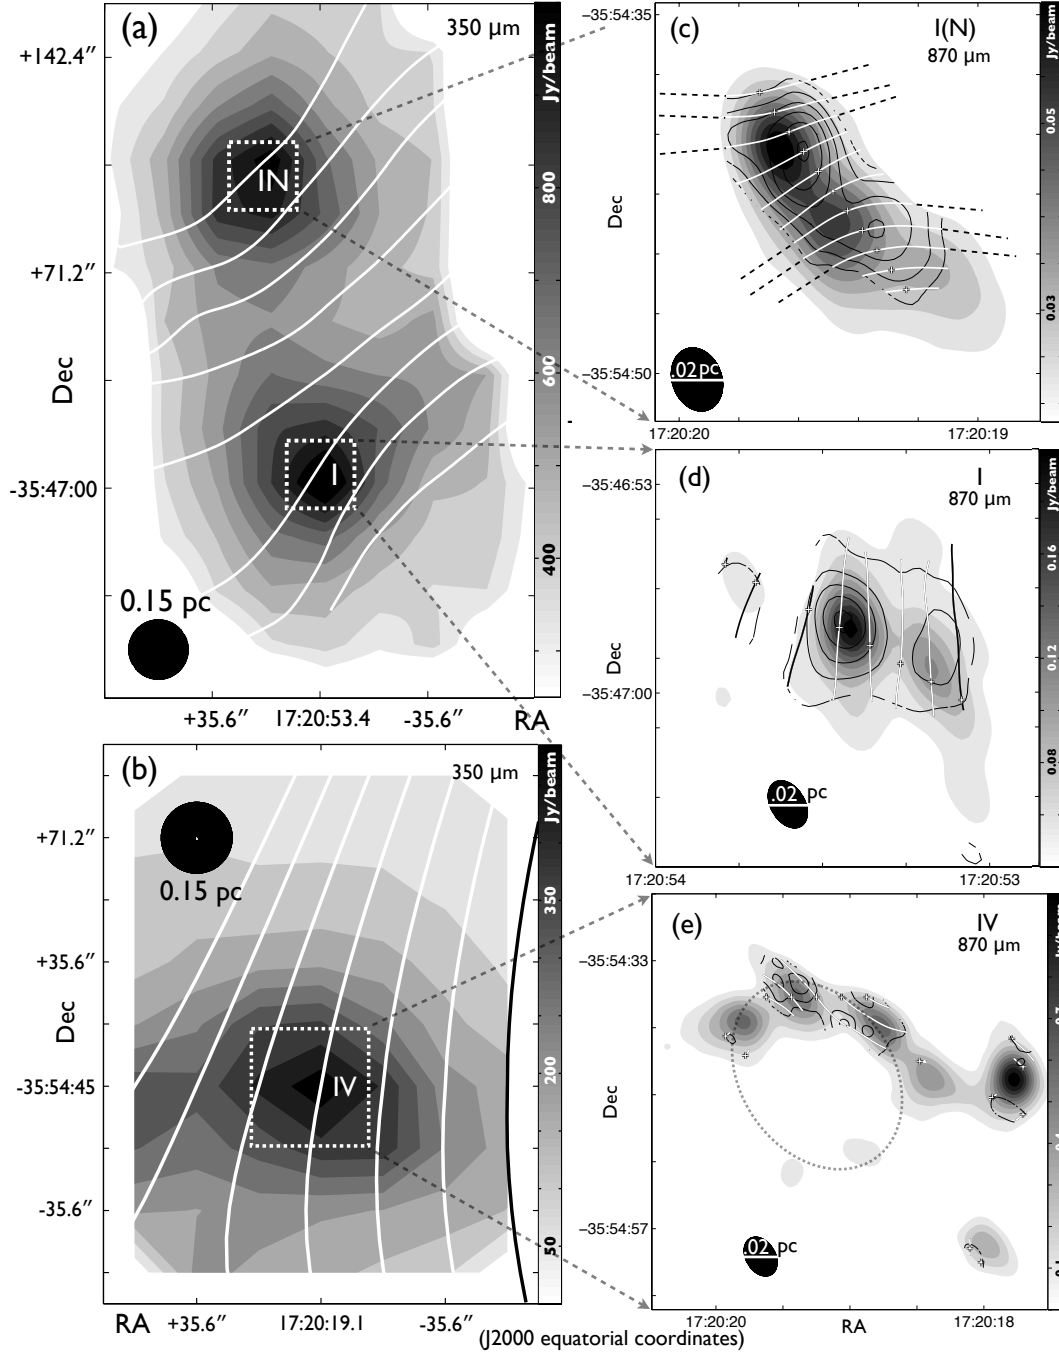 (a)
350 µm
Jy/beam
+142.4″
IN
800
+71.2″
Dec
600
I
-35:47:00
400
0.15 pc
+35.6″ 17:20:53.4 -35.6″ RA
(b)
350 µm
Jy/beam
+71.2″
0.15 pc
350
+35.6″
Dec
IV
200
-35:54:45
-35.6″
50
RA +35.6″ 17:20:19.1 -35.6″
(J2000 equatorial coordinates)
(c)
I(N)
870 µm
Jy/beam
−35:54:35
0.05
Dec
0.03
−35:54:50
.02 pc
17:20:20 17:20:19
(d)
I
870 µm
Jy/beam
−35:46:53
0.16
Dec
0.12
−35:47:00
0.08
.02 pc
17:20:54 17:20:53
(e)
IV
870 µm
−35:54:33
Dec
−35:54:57
.02 pc
17:20:20 RA 17:20:18